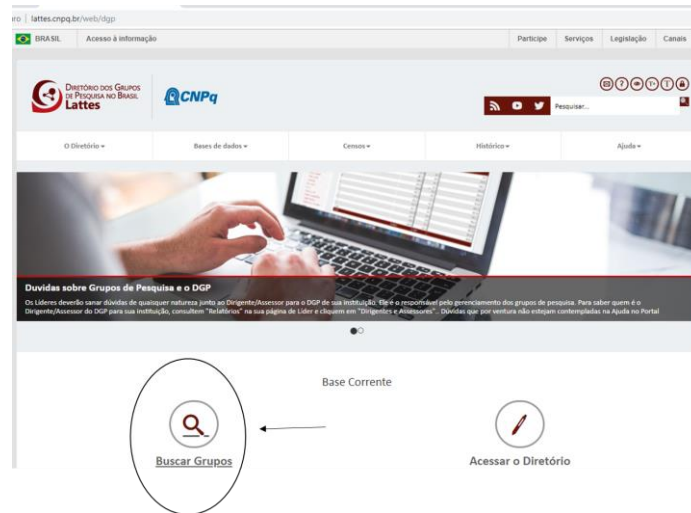 ro | lattes.cnpq.br/web/dgp
BRASIL Acesso à informação Participe Serviços Legislação Canais
DIRETÓRIO DOS GRUPOS
DE PESQUISA NO BRASIL
Lattes
CNPq
Pesquisar...
O Diretório Bases de dados Censos Histórico Ajuda
Duvidas sobre Grupos de Pesquisa e o DGP
Os Líderes deverão sanar dúvidas de quaisquer natureza junto ao Dirigente/Assessor para o DGP de sua instituição. Ele é o responsável pelo gerenciamento dos grupos de pesquisa. Para saber quem é o
Dirigente/Assessor do DGP para sua instituição, consultem "Relatórios" na sua página de Líder e cliquem em "Dirigentes e Assessores".. Dúvidas que por ventura não estejam contempladas na Ajuda no Portal
Base Corrente
Buscar Grupos Acessar o Diretório